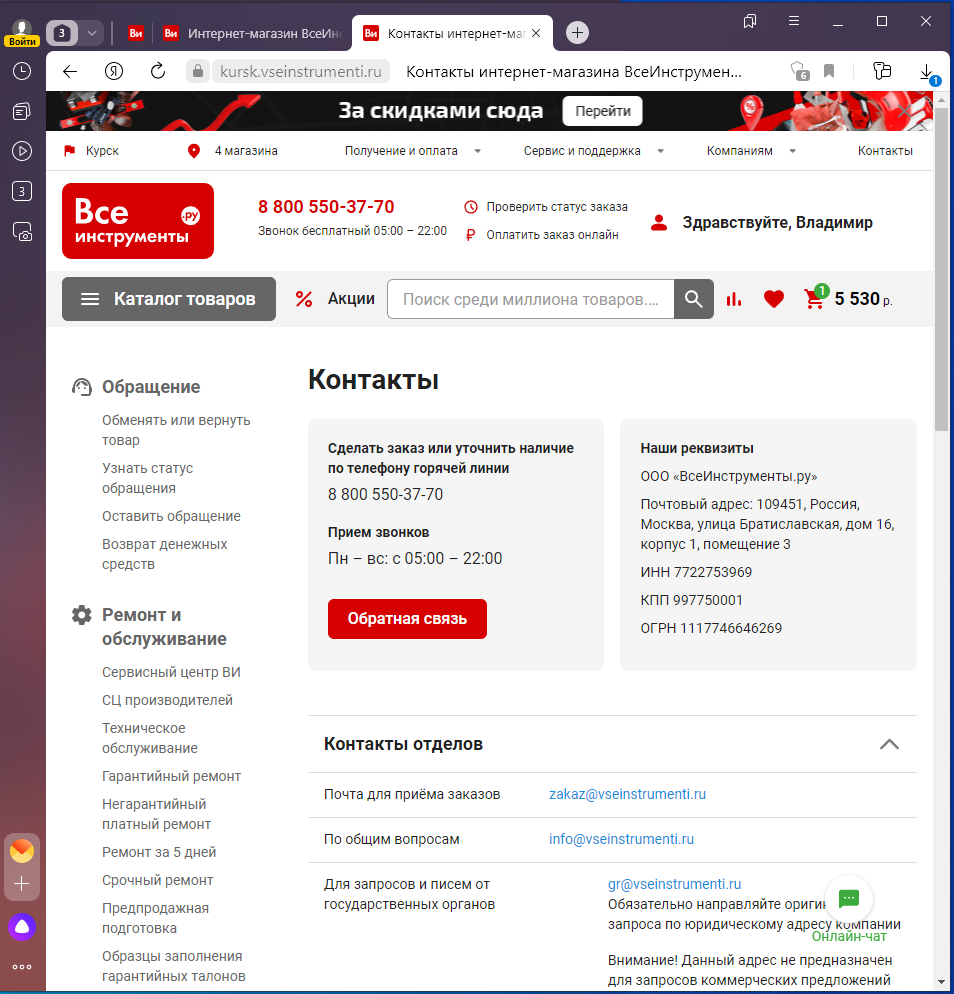 3
Ви
Ви
Интернет-магазин ВсеИн
Ви
Контакты интернет-маг
Войти
Я
kursk.vseinstrumenti.ru
Контакты интернет-магазина ВсеИнструмен...
6
1
За скидками сюда
Перейти
Курск
4 магазина
Получение и оплата
Сервис и поддержка
Компаниям
Контакты
3
Все
.РУ
инструменты
8 800 550-37-70
Звонок бесплатный 05:00 – 22:00
Проверить статус заказа
Оплатить заказ онлайн
Здравствуйте, Владимир
Каталог товаров
%
Акции
Поиск среди миллиона товаров....
1
5 530 р.
Обращение
Обменять или вернуть
товар
Узнать статус
обращения
Оставить обращение
Возврат денежных
средств
Ремонт и
обслуживание
Сервисный центр ВИ
СЦ производителей
Техническое
обслуживание
Гарантийный ремонт
Негарантийный
платный ремонт
Ремонт за 5 дней
Срочный ремонт
Предпродажная
подготовка
Образцы заполнения
гарантийных талонов
Контакты
Сделать заказ или уточнить наличие
по телефону горячей линии
8 800 550-37-70
Прием звонков
Пн – вс: с 05:00 – 22:00
Обратная связь
Наши реквизиты
ООО «ВсеИнструменты.ру»
Почтовый адрес: 109451, Россия,
Москва, улица Братиславская, дом 16,
корпус 1, помещение 3
ИНН 7722753969
КПП 997750001
ОГРН 1117746646269
Контакты отделов
Почта для приёма заказов
zakaz@vseinstrumenti.ru
По общим вопросам
info@vseinstrumenti.ru
Для запросов и писем от
государственных органов
gr@vseinstrumenti.ru
Обязательно направляйте ориги
запроса по юридическому адресу компании
Онлайн-чат
Внимание! Данный адрес не предназначен
для запросов коммерческих предложений